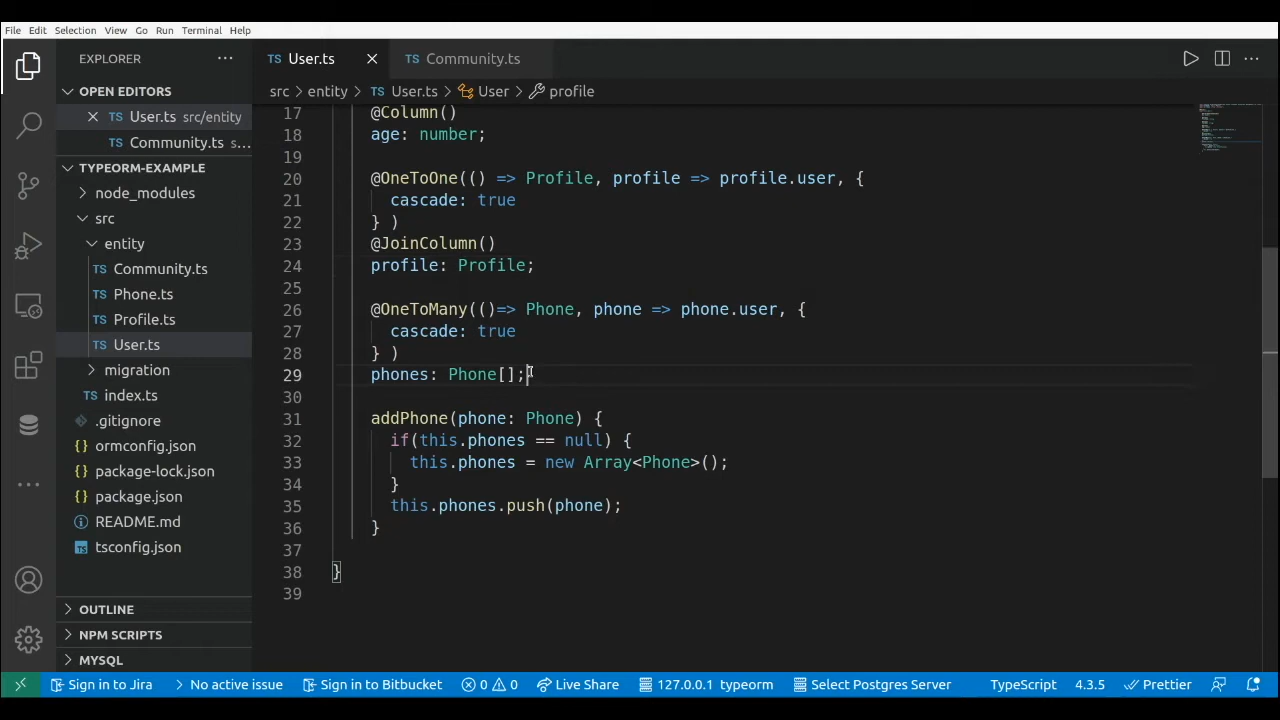 File Edit Selection View Go Run Terminal Help
EXPLORER ...
TS User.ts
TS Community.ts
OPEN EDITORS
TS User.ts src/entity
TS Community.ts s...
TYPEORM-EXAMPLE
node_modules
src
entity
TS Community.ts
TS Phone.ts
TS Profile.ts
TS User.ts
migration
TS index.ts
.gitignore
{} ormconfig.json
{} package-lock.json
{} package.json
README.md
TS tsconfig.json
OUTLINE
NPM SCRIPTS
MYSQL
src > entity > TS User.ts > User > profile
17 @Column()
18 age: number;
19
20 @OneToOne(() => Profile, profile => profile.user, {
21 cascade: true
22 } )
23 @JoinColumn()
24 profile: Profile;
25
26 @OneToMany(()=> Phone, phone => phone.user, {
27 cascade: true
28 } )
29 phones: Phone[];
30
31 addPhone(phone: Phone) {
32 if(this.phones == null) {
33 this.phones = new Array<Phone>();
34 }
35 this.phones.push(phone);
36 }
37
38 }
39
Sign in to Jira No active issue Sign in to Bitbucket 0 0 Live Share 127.0.0.1 typeorm Select Postgres Server TypeScript 4.3.5 Prettier